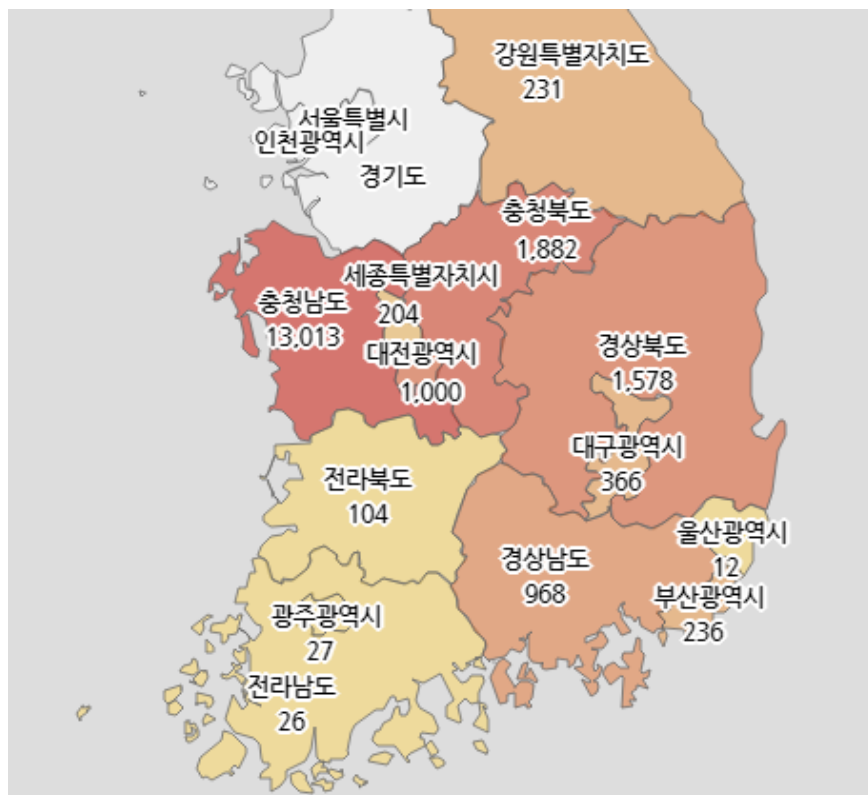 강원특별자치도
231
서울특별시
인천광역시
경기도
충청북도
1,882
세종특별자치시
204
충청남도
13,013
대전광역시
1,000
경상북도
1,578
대구광역시
366
전라북도
104
울산광역시
12
경상남도
968
부산광역시
236
광주광역시
27
전라남도
26